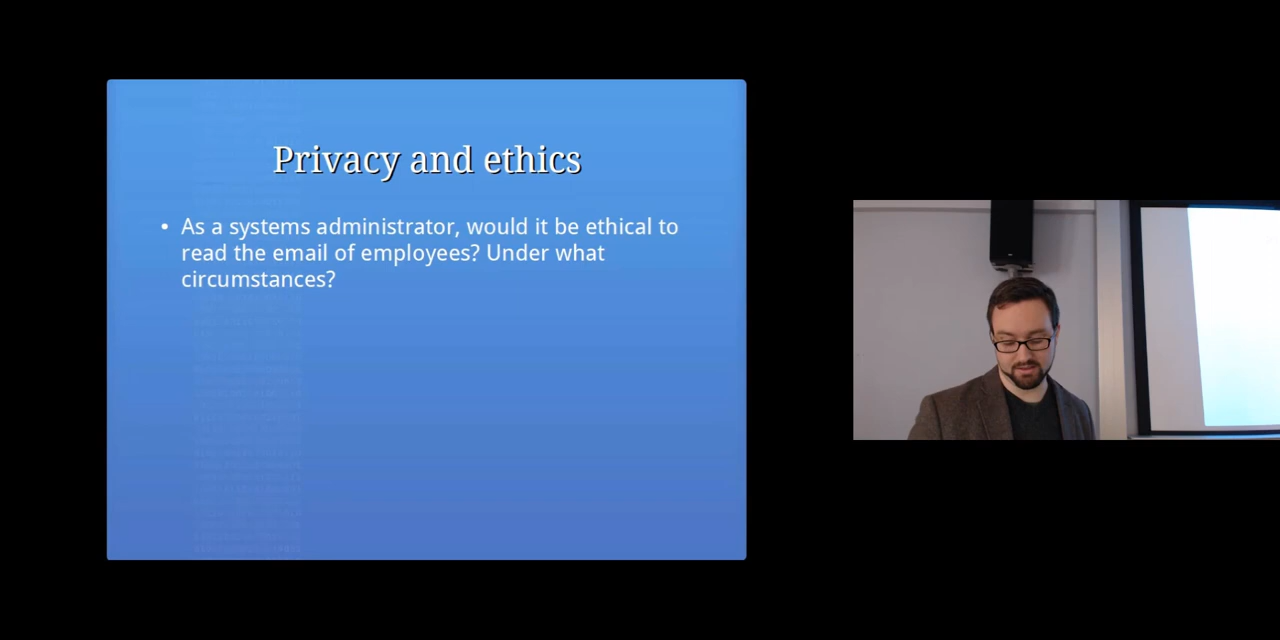 Privacy and ethics
• As a systems administrator, would it be ethical to
read the email of employees? Under what
circumstances?